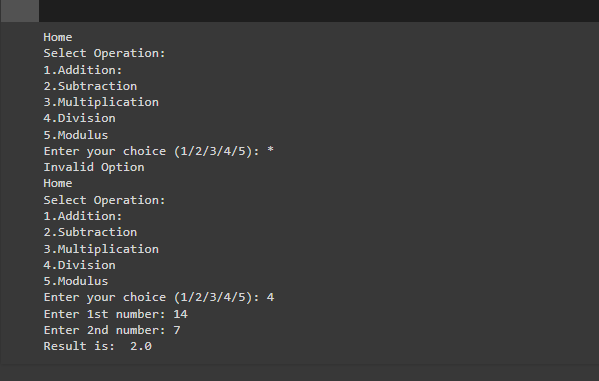 Home
Select Operation:
1.Addition:
2.Subtraction
3.Multiplication
4.Division
5.Modulus
Enter your choice (1/2/3/4/5): *
Invalid Option
Home
Select Operation:
1.Addition:
2.Subtraction
3.Multiplication
4.Division
5.Modulus
Enter your choice (1/2/3/4/5): 4
Enter 1st number: 14
Enter 2nd number: 7
Result is:  2.0